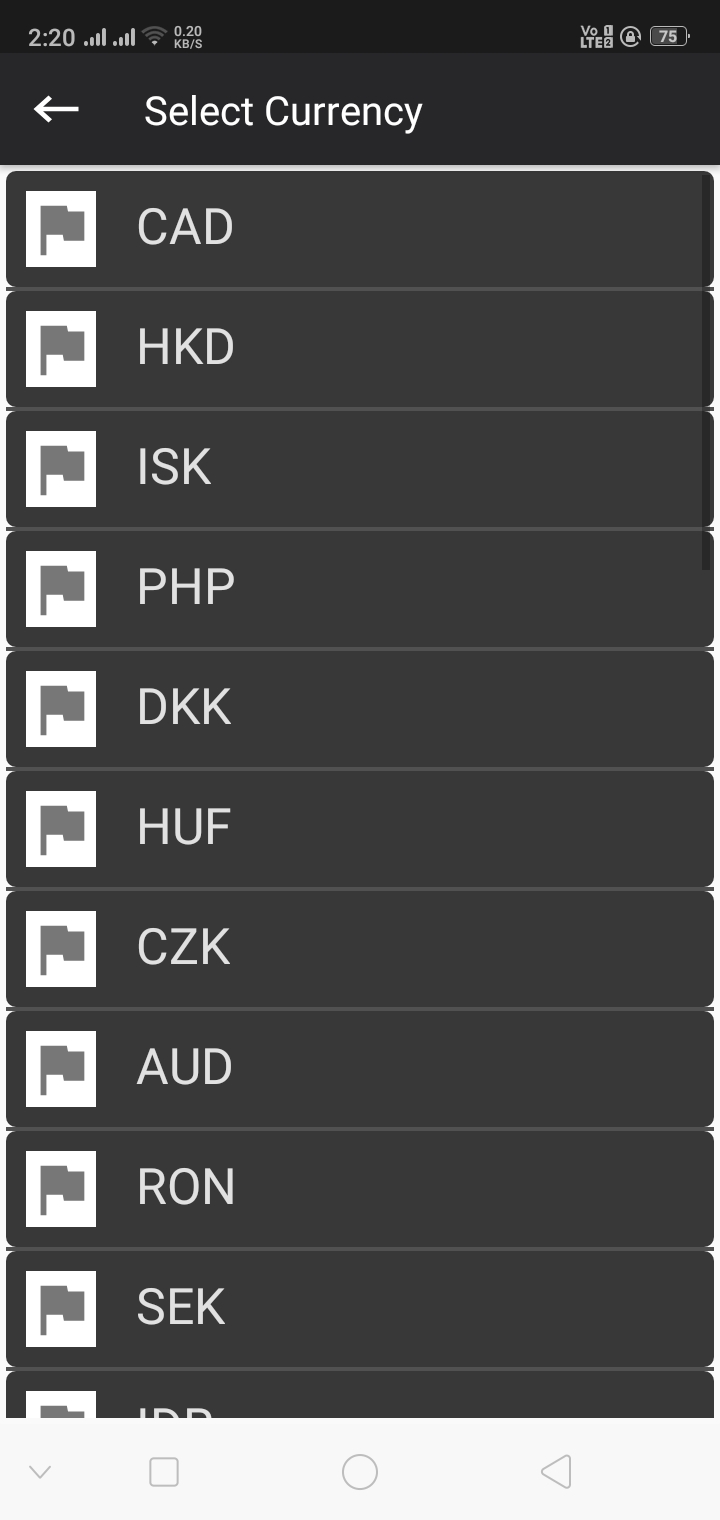 2:20 0.20 KB/S Vo LTE 1 2 75
Select Currency
CAD
HKD
ISK
PHP
DKK
HUF
CZK
AUD
RON
SEK